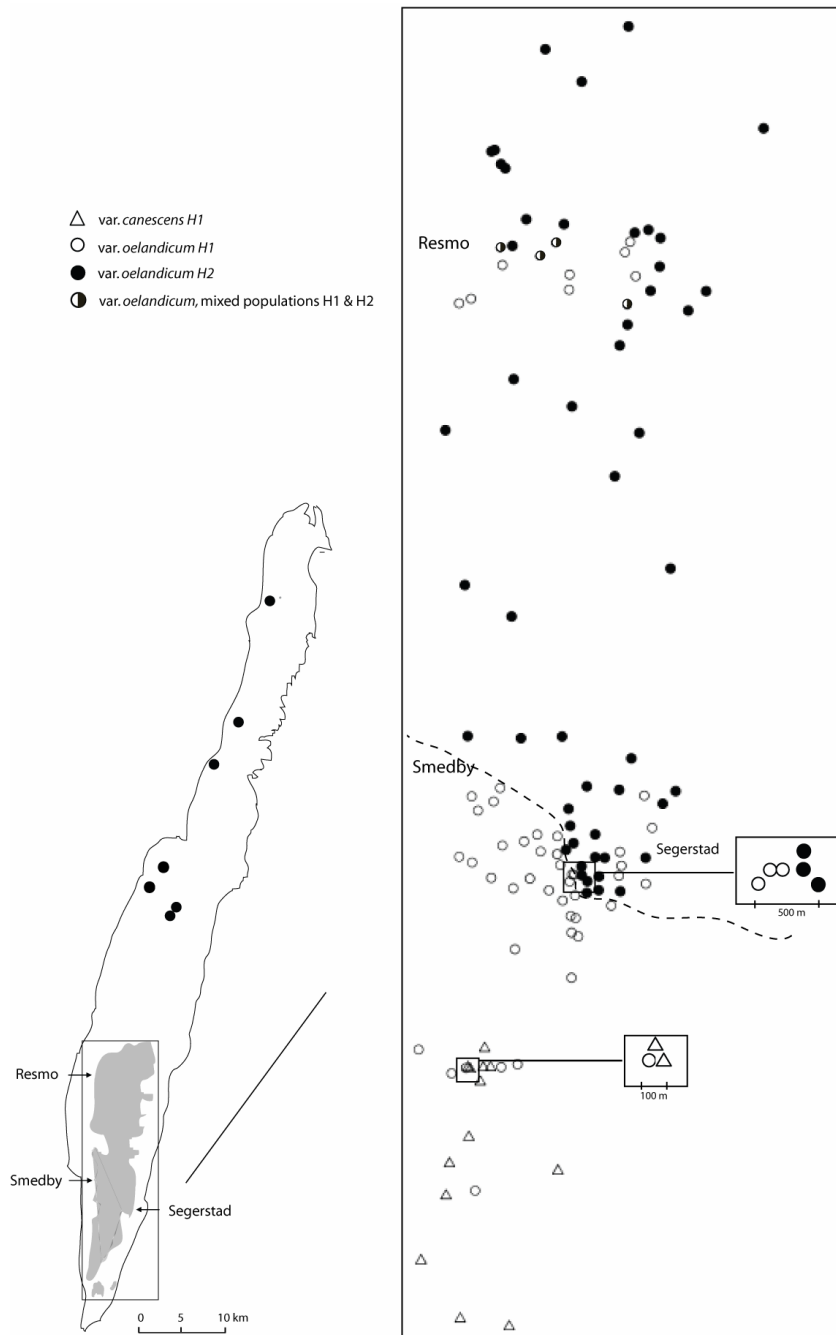 var. canescens H1
var. oelandicum H1
var. oelandicum H2
var. oelandicum, mixed populations H1 & H2
Resmo
Smedby
Segerstad
0 5 10 km
Resmo
Smedby
Segerstad
500 m
100 m